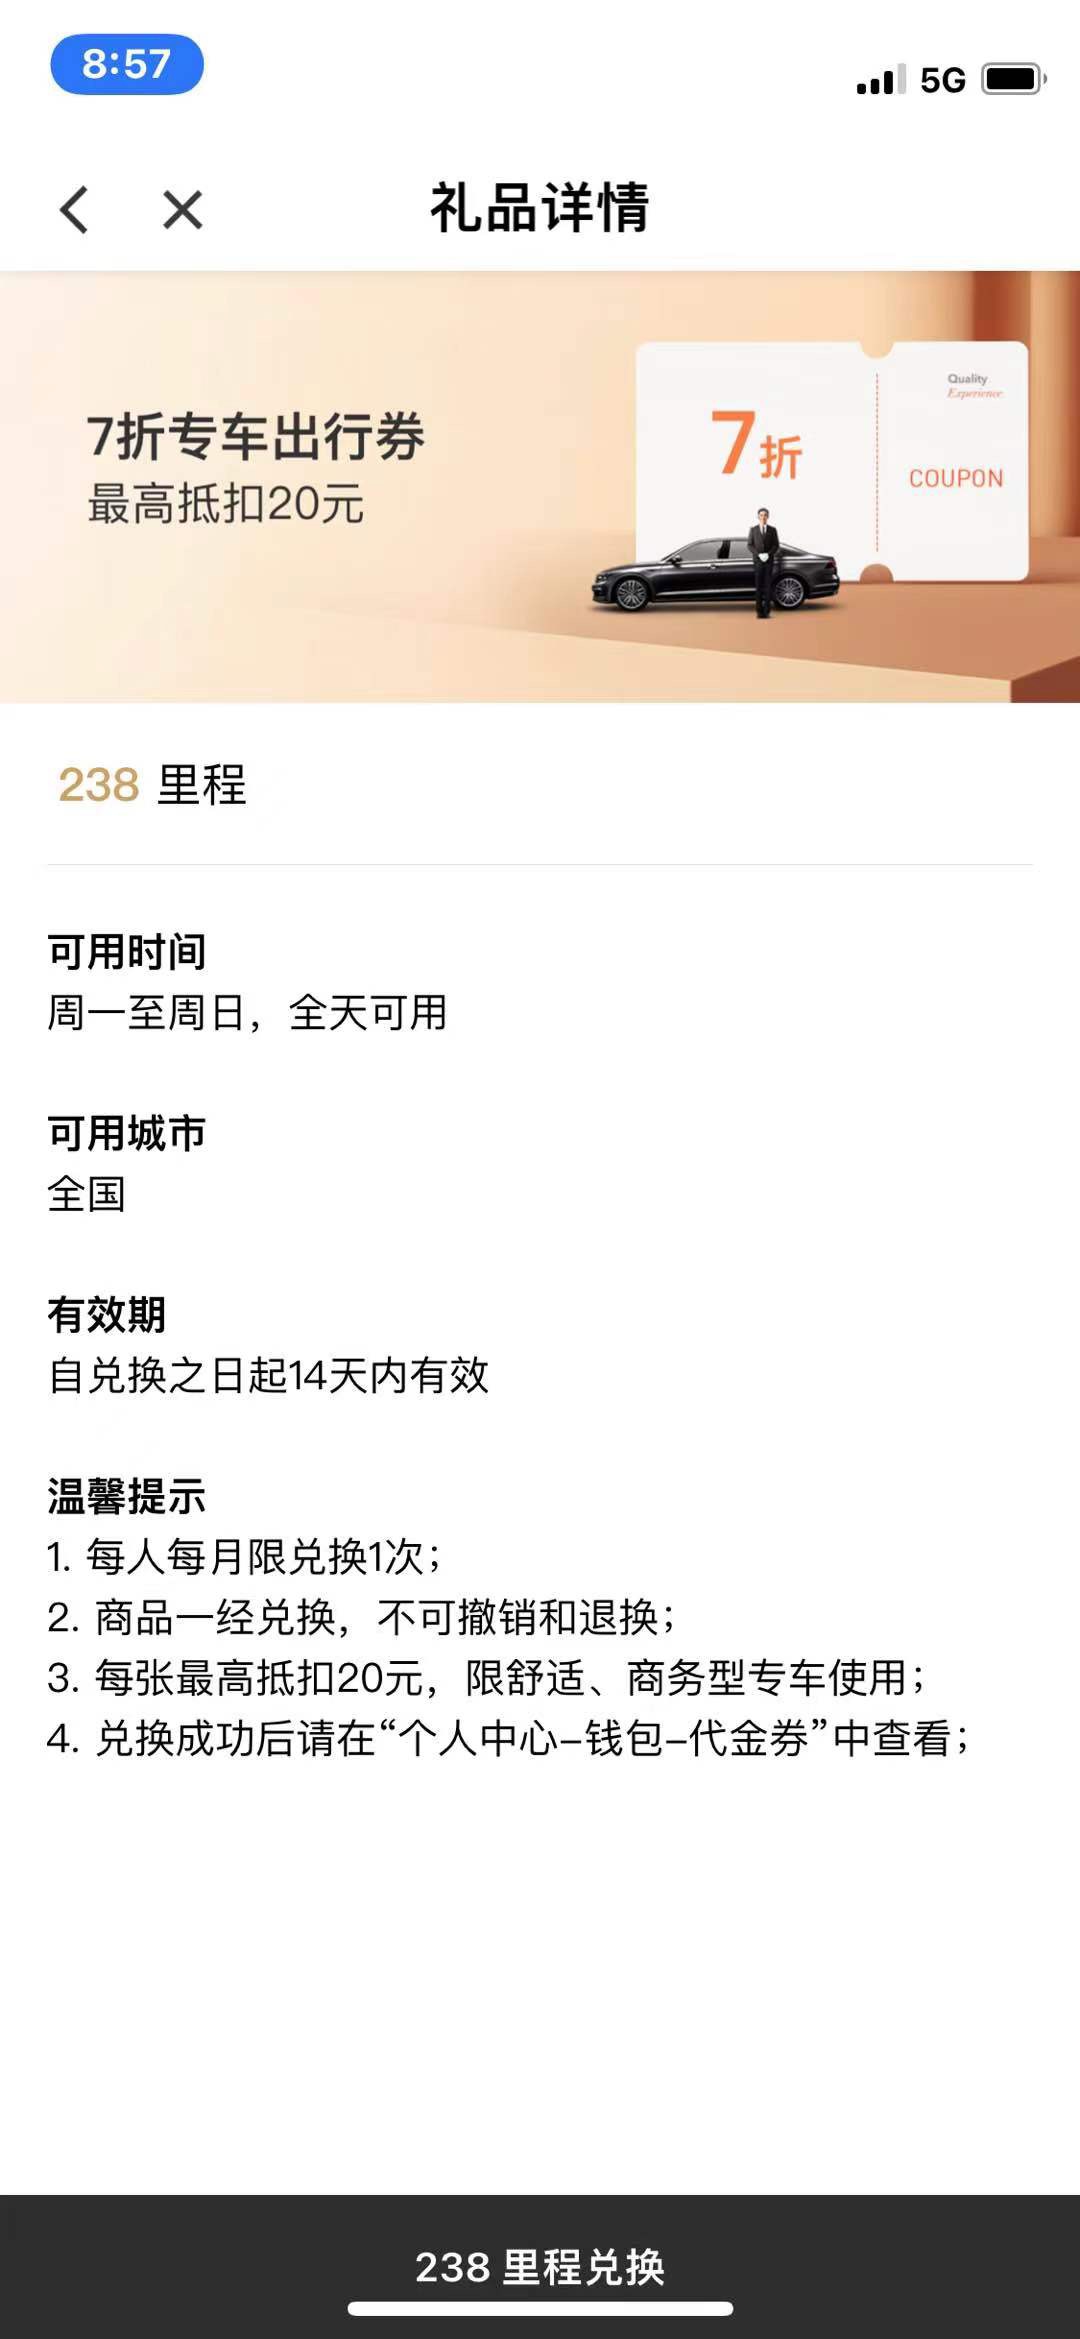 8:57
5G
礼品详情
7折专车出行券
最高抵扣20元
7折
Quality
Experience
COUPON
238 里程
可用时间
周一至周日，全天可用
可用城市
全国
有效期
自兑换之日起14天内有效
温馨提示
1. 每人每月限兑换1次；
2. 商品一经兑换，不可撤销和退换；
3. 每张最高抵扣20元，限舒适、商务型专车使用；
4. 兑换成功后请在“个人中心–钱包–代金券”中查看；
238 里程兑换